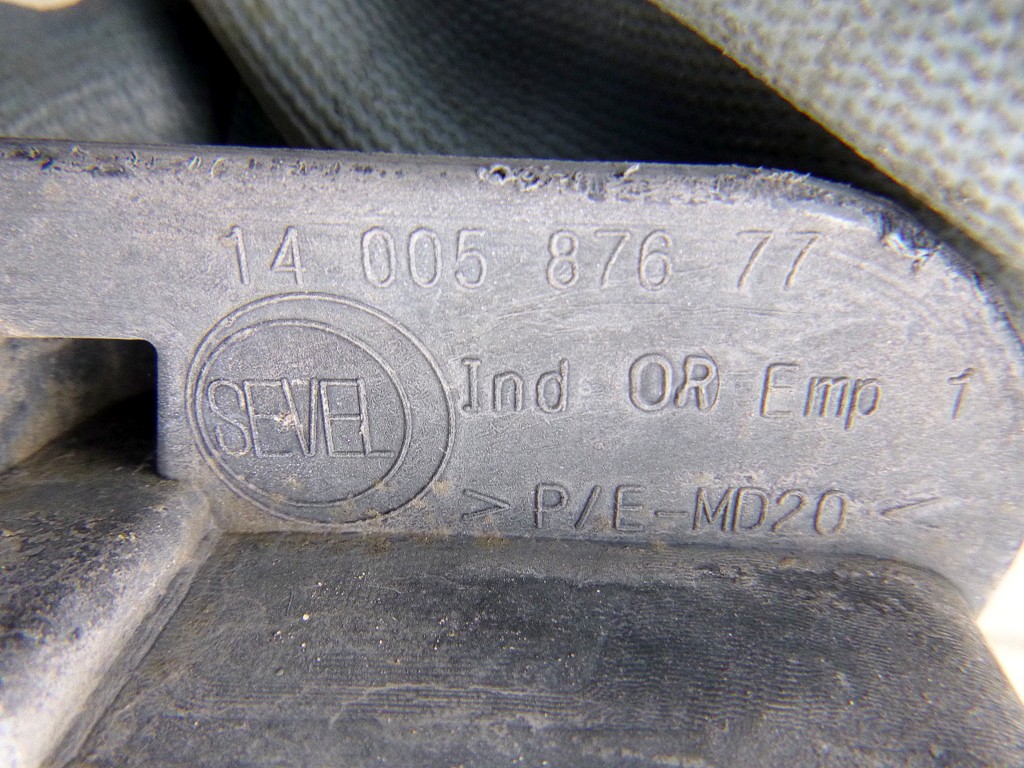 14 005 876 77
SEVEL
Ind OR Emp 1
>P/E-MD20<